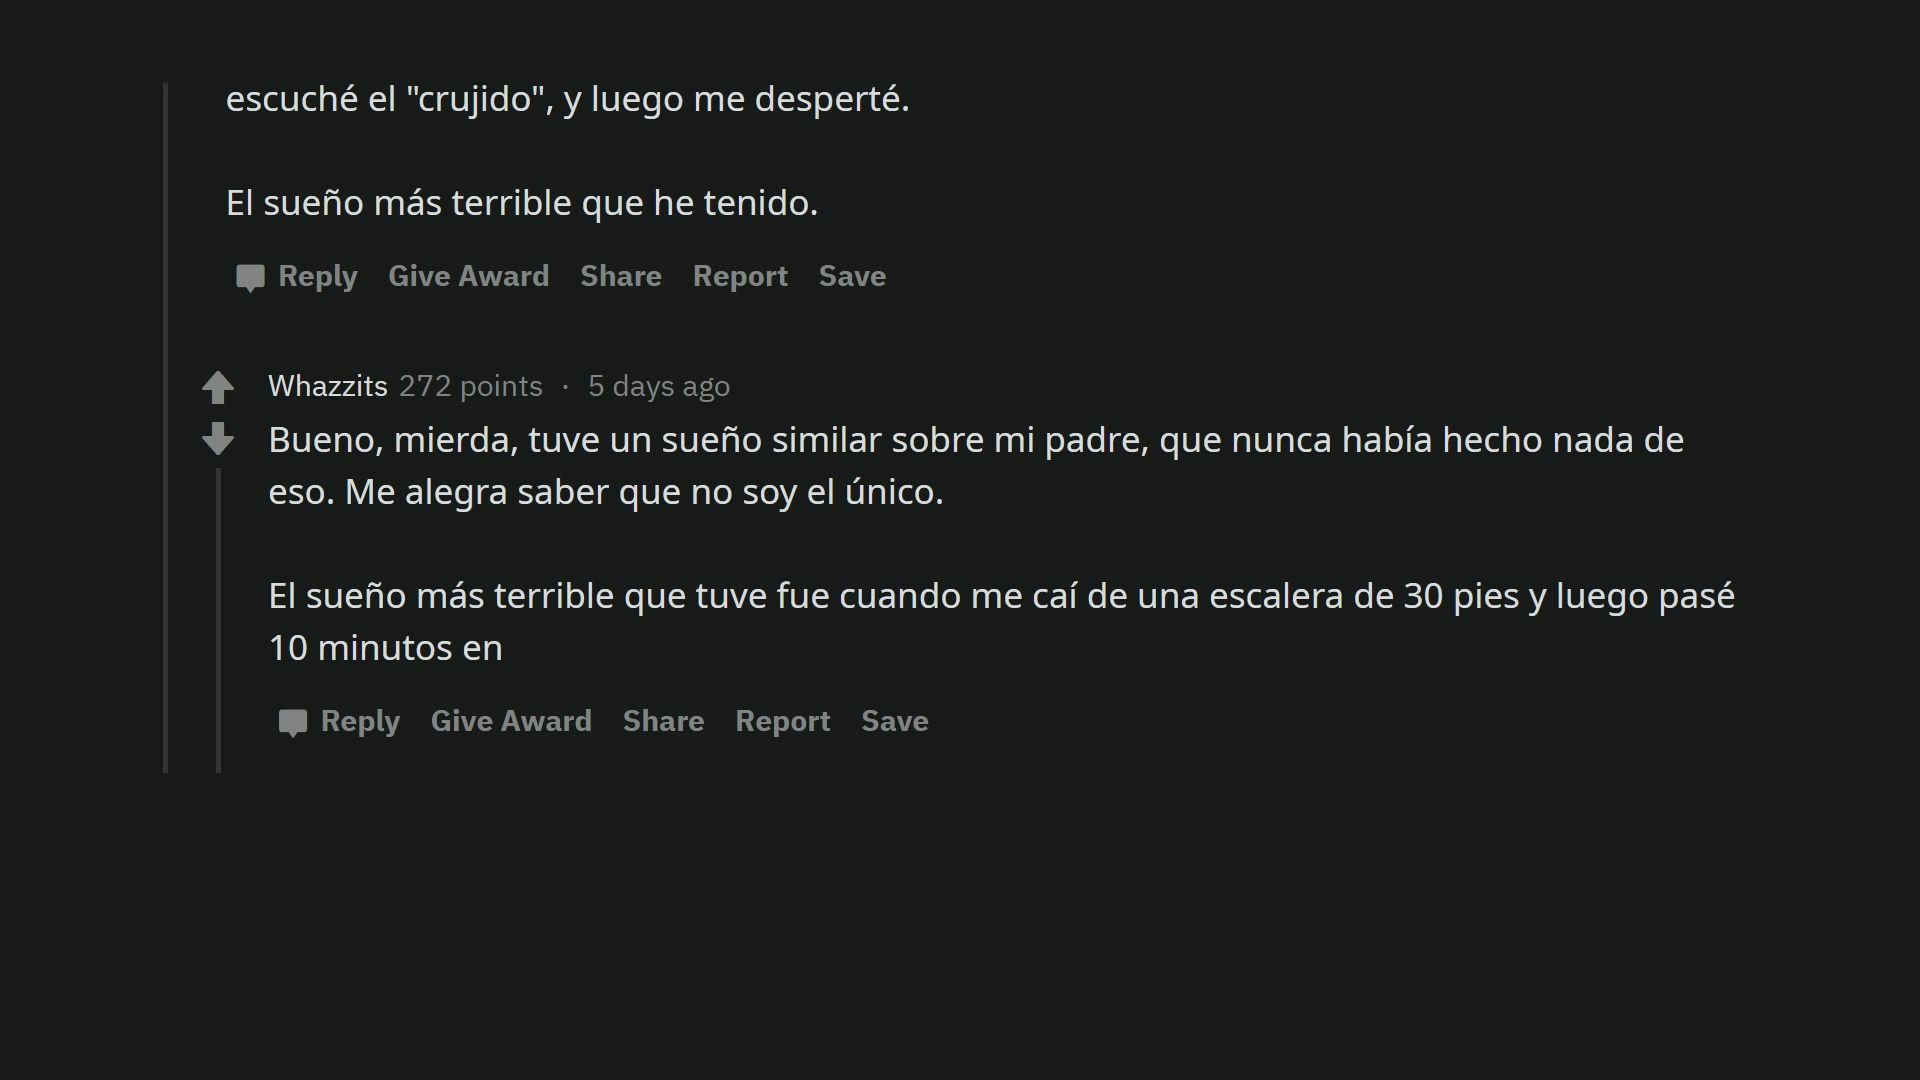 escuché el "crujido", y luego me desperté.
El sueño más terrible que he tenido.
Reply Give Award Share Report Save
Whazzits 272 points · 5 days ago
Bueno, mierda, tuve un sueño similar sobre mi padre, que nunca había hecho nada de
eso. Me alegra saber que no soy el único.
El sueño más terrible que tuve fue cuando me caí de una escalera de 30 pies y luego pasé
10 minutos en
Reply Give Award Share Report Save